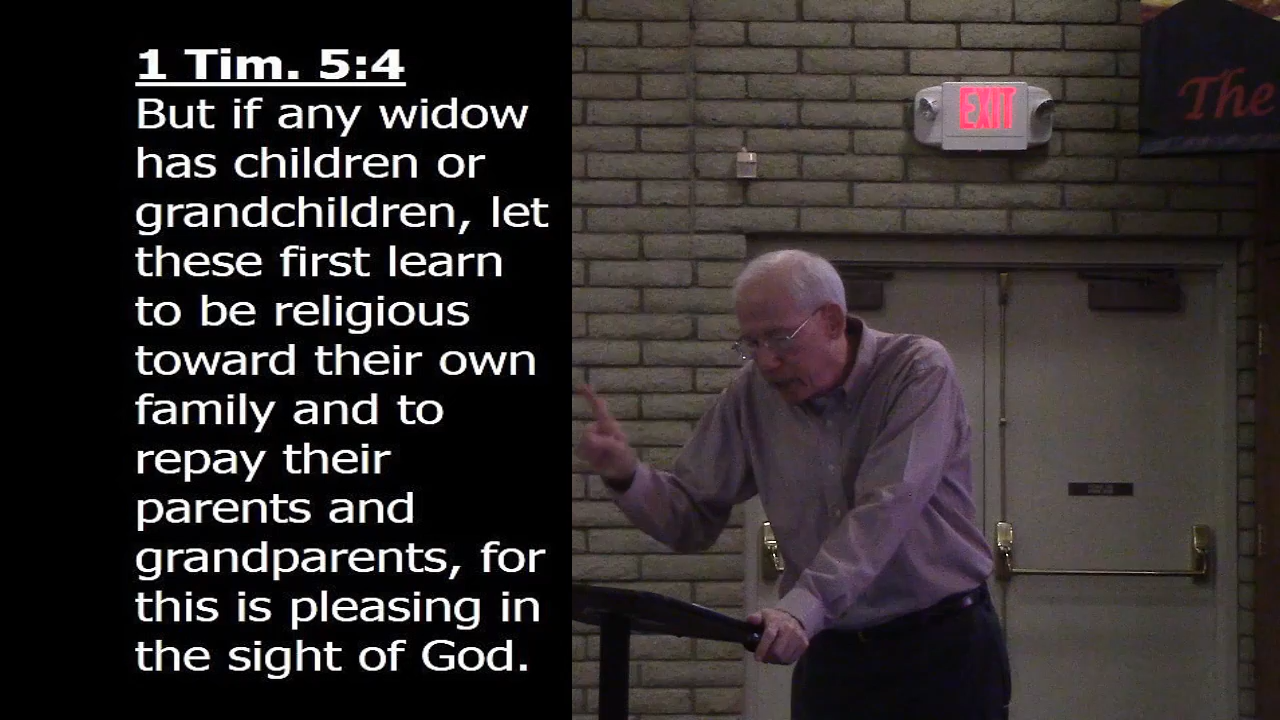 1 Tim. 5:4
But if any widow
has children or
grandchildren, let
these first learn
to be religious
toward their own
family and to
repay their
parents and
grandparents, for
this is pleasing in
the sight of God.
EXIT
The